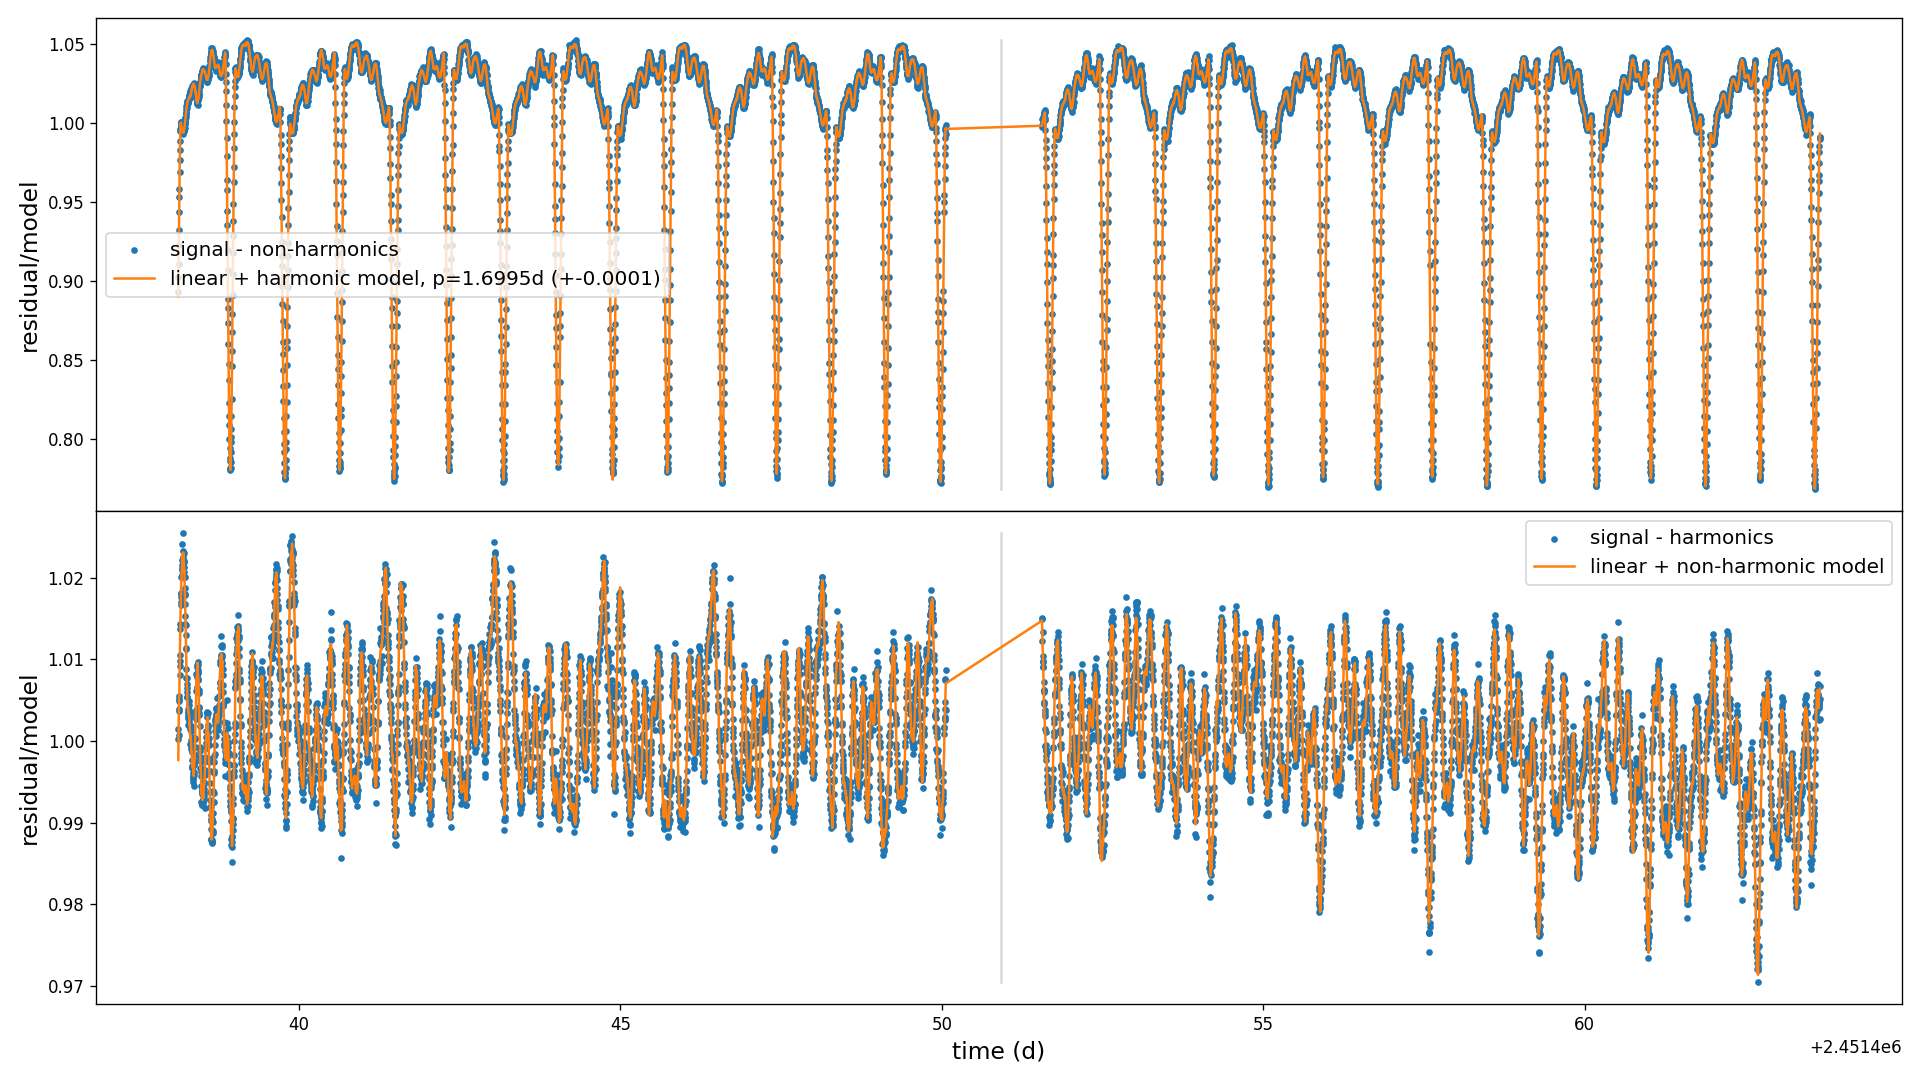 1.05
1.00
0.95
0.90
0.85
0.80
residual/model
signal - non-harmonics
linear + harmonic model, p=1.6995d (+-0.0001)
signal - harmonics
linear + non-harmonic model
1.02
1.01
1.00
0.99
0.98
0.97
residual/model
40
45
50
55
60
time (d)
+2.4514e6